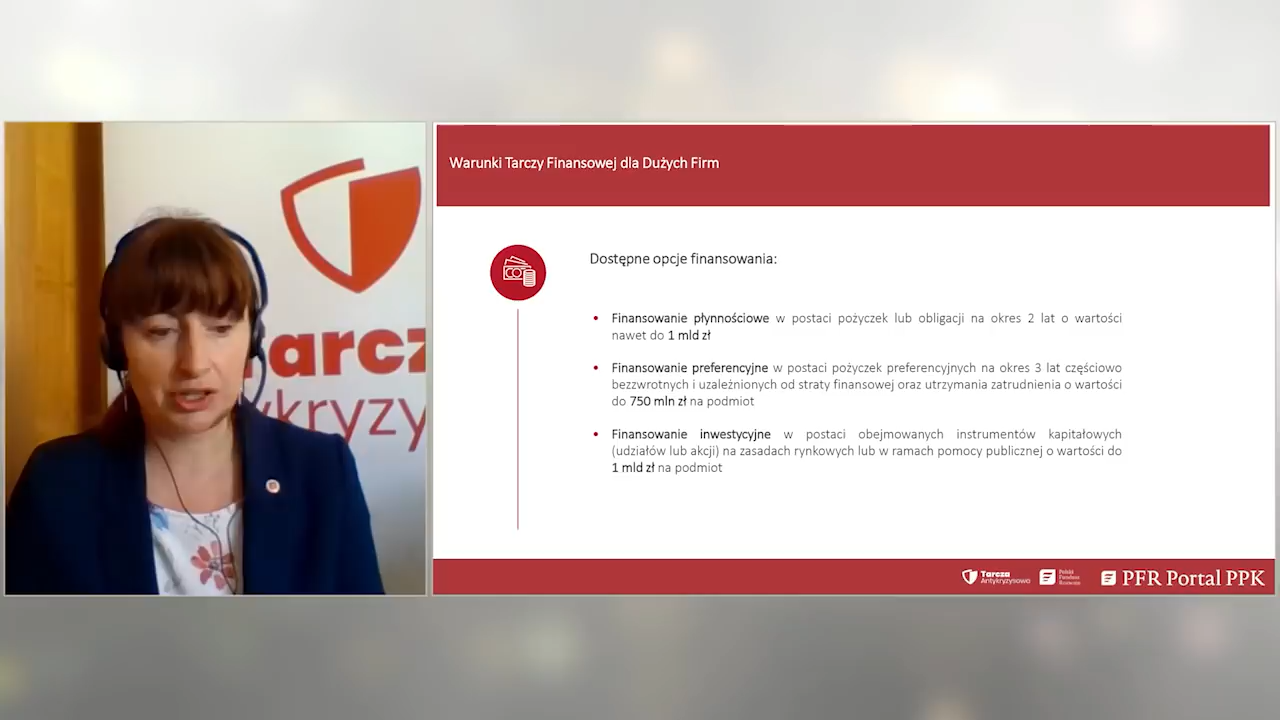 Warunki Tarczy Finansowej dla Dużych Firm
Dostępne opcje finansowania:
• Finansowanie płynnościowe w postaci pożyczek lub obligacji na okres 2 lat o wartości
nawet do 1 mld zł
• Finansowanie preferencyjne w postaci pożyczek preferencyjnych na okres 3 lat częściowo
bezzwrotnych i uzależnionych od straty finansowej oraz utrzymania zatrudnienia o wartości
do 750 mln zł na podmiot
• Finansowanie inwestycyjne w postaci obejmowanych instrumentów kapitałowych
(udziałów lub akcji) na zasadach rynkowych lub w ramach pomocy publicznej o wartości do
1 mld zł na podmiot
Tarcza
Antykryzysowa
Polski
Fundusz
Rozwoju
PFR Portal PPK
arcz
ykryzy